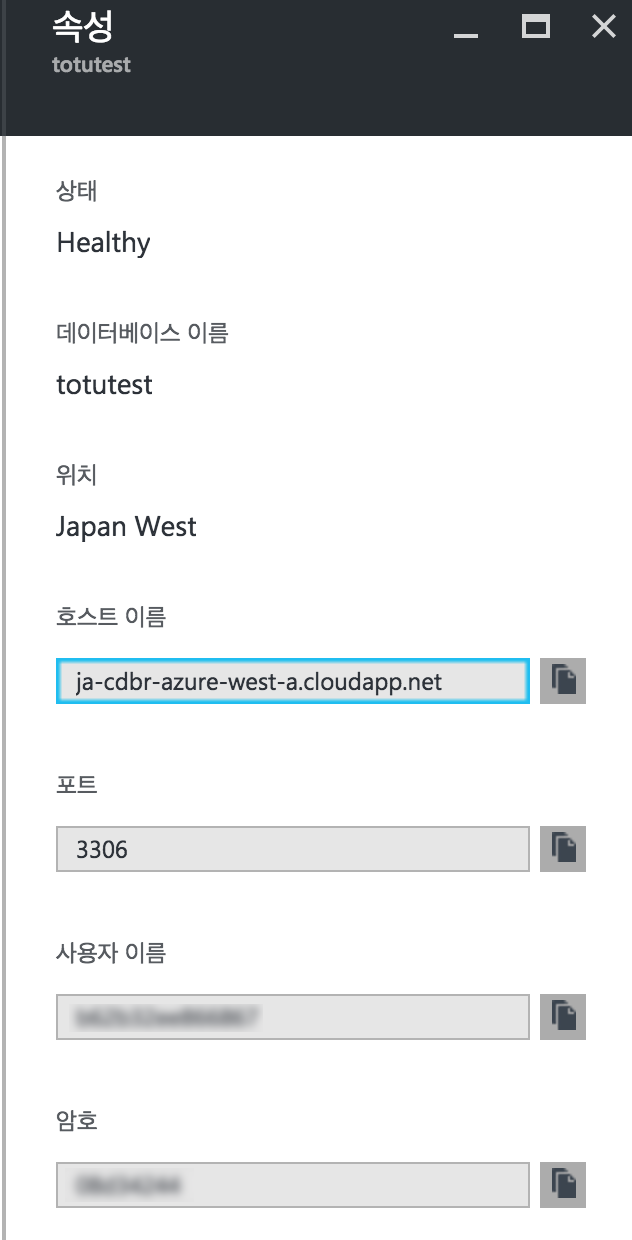 속성
totutest
상태
Healthy
데이터베이스 이름
totutest
위치
Japan West
호스트 이름
ja-cdbr-azure-west-a.cloudapp.net
포트
3306
사용자 이름
암호